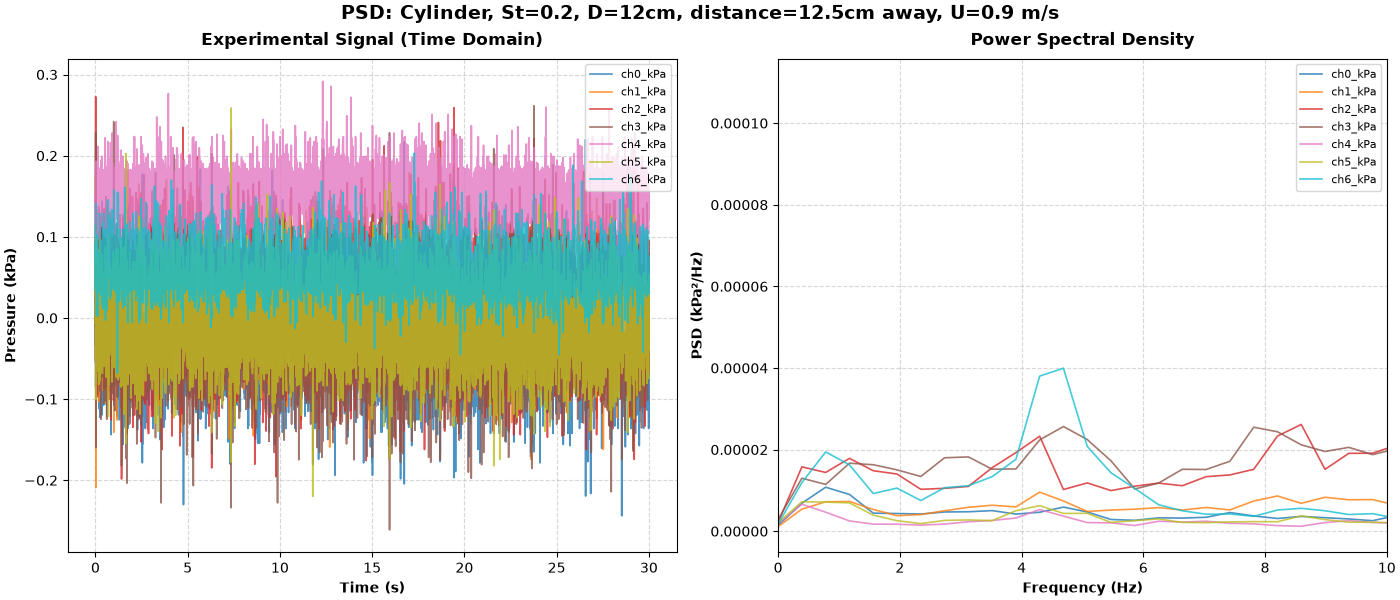 PSD: Cylinder, St=0.2, D=12cm, distance=12.5cm away, U=0.9 m/s
Experimental Signal (Time Domain)
Pressure (kPa)
0.3
0.2
0.1
0.0
−0.1
−0.2
0
5
10
15
20
25
30
Time (s)
ch0_kPa
ch1_kPa
ch2_kPa
ch3_kPa
ch4_kPa
ch5_kPa
ch6_kPa
Power Spectral Density
PSD (kPa²/Hz)
0.00010
0.00008
0.00006
0.00004
0.00002
0.00000
0
2
4
6
8
10
Frequency (Hz)
ch0_kPa
ch1_kPa
ch2_kPa
ch3_kPa
ch4_kPa
ch5_kPa
ch6_kPa